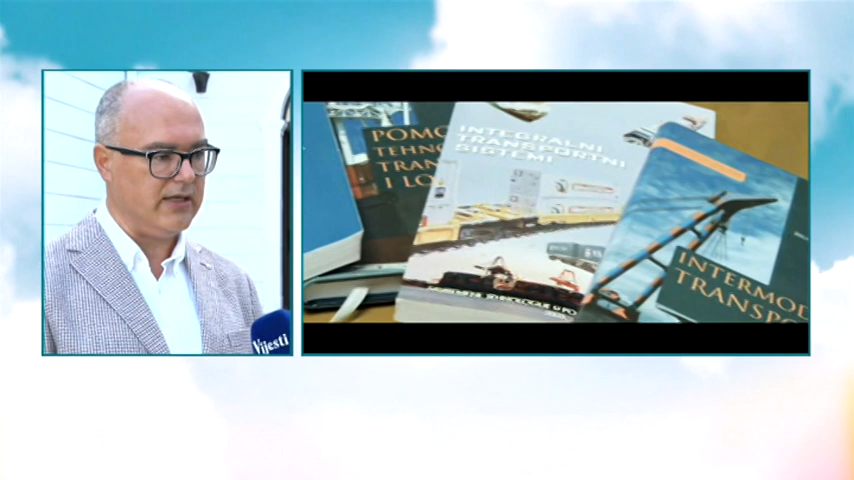 Vijesti
POMO
TEHNO
TRAN
I LO
INTEGRALNI
TRANSPORTNI
SISTEMI
INTERMOD
TRANSPO